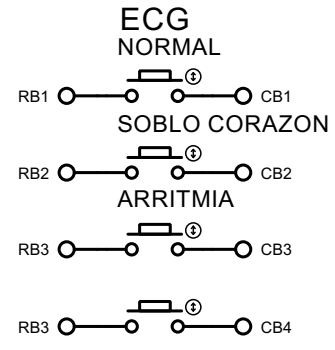 ECG
NORMAL
RB1 CB1
SOBLO CORAZON
RB2 CB2
ARRITMIA
RB3 CB3
RB3 CB4